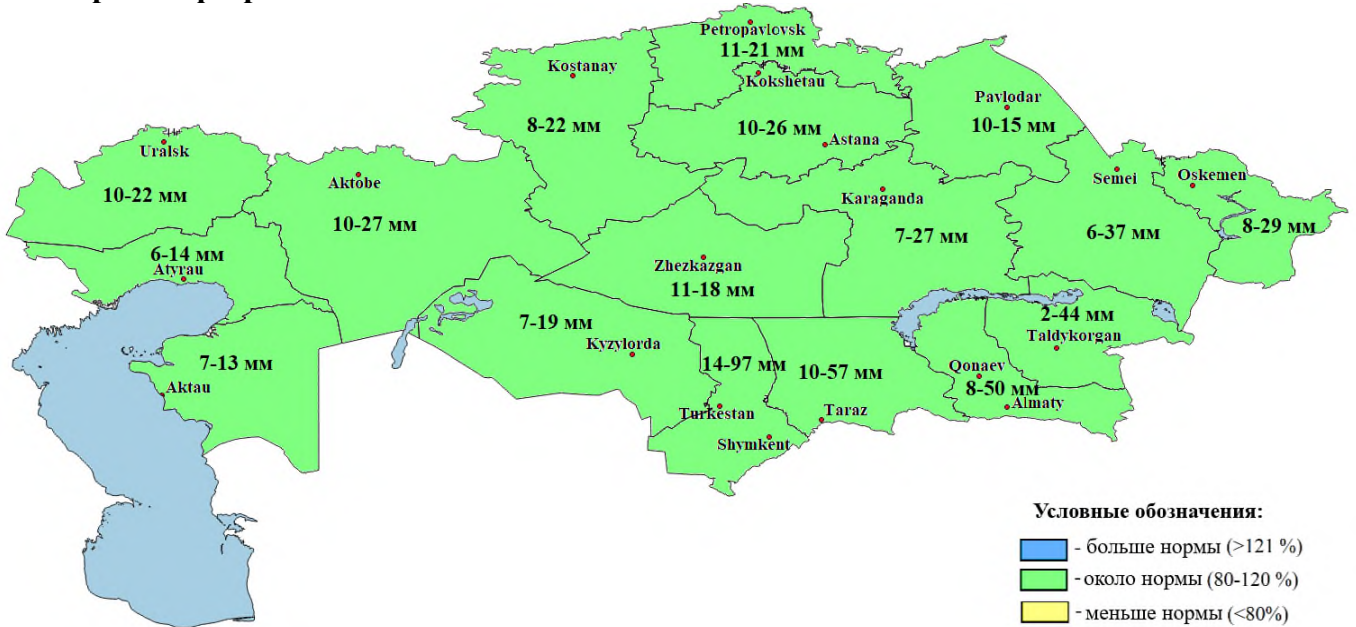 Petropavlovsk
11-21 мм
Kostanay
Kokshetau
Pavlodar
8-22 мм
10-26 мм
10-15 мм
Astana
Uralsk
Aktobe
Semei
Oskemen
10-22 мм
Karaganda
10-27 мм
7-27 мм
6-37 мм
8-29 мм
6-14 мм
Atyrau
Zhezkazgan
11-18 мм
2-44 мм
7-19 мм
Taldykorgan
Kyzylorda
7-13 мм
14-97 мм
10-57 мм
Qonaev
8-50 мм
Aktau
Almaty
Turkestan
Taraz
Shymkent
Условные обозначения:
- больше нормы (>121 %)
- около нормы (80-120 %)
- меньше нормы (<80%)